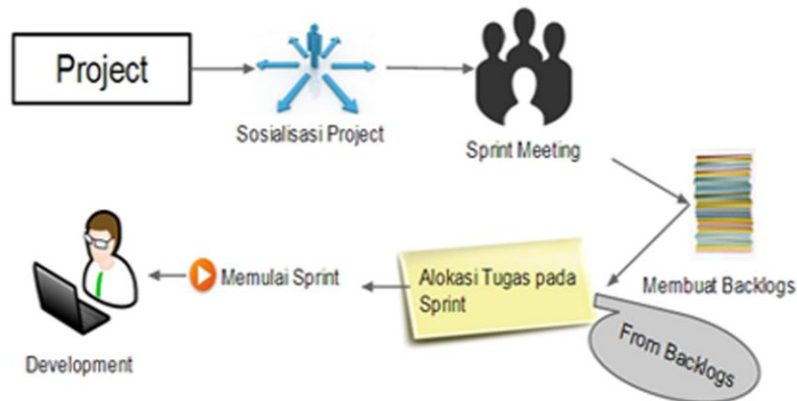 Project
Sosialisasi Project
Sprint Meeting
Membuat Backlogs
From Backlogs
Alokasi Tugas pada
Sprint
Memulai Sprint
Development